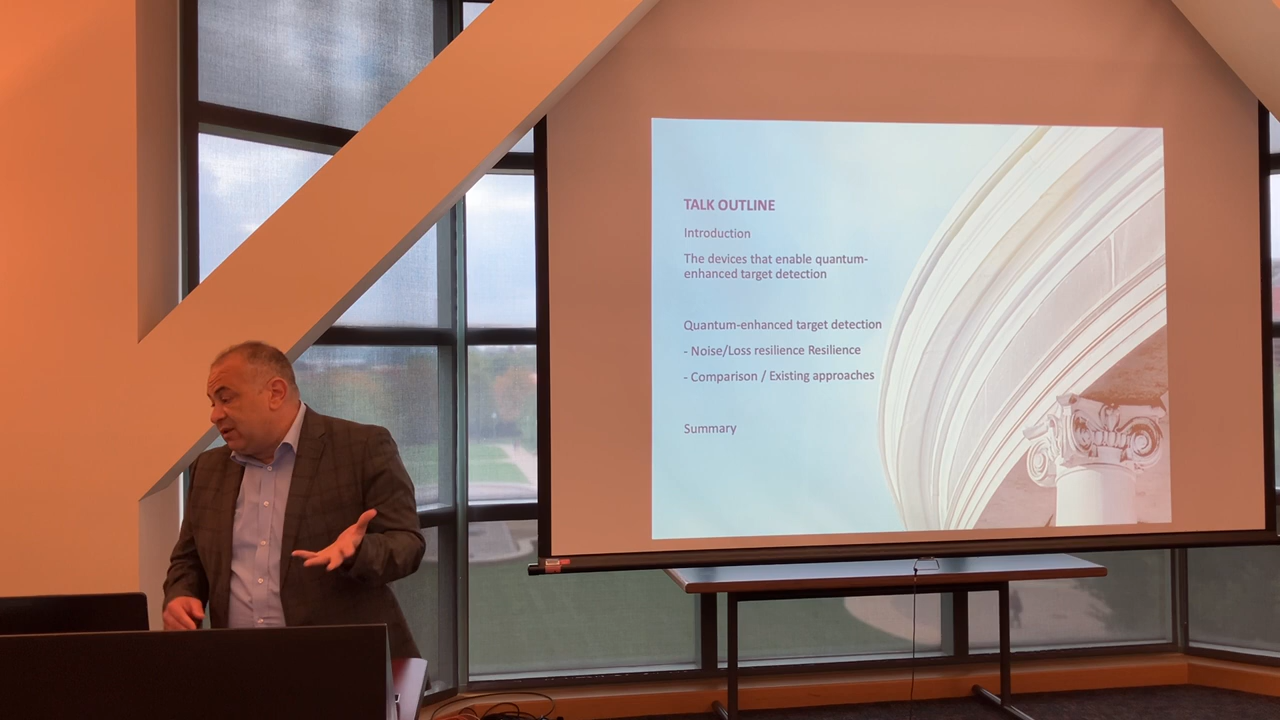 TALK OUTLINE
Introduction
The devices that enable quantum-
enhanced target detection
Quantum-enhanced target detection
- Noise/Loss resilience Resilience
- Comparison / Existing approaches
Summary